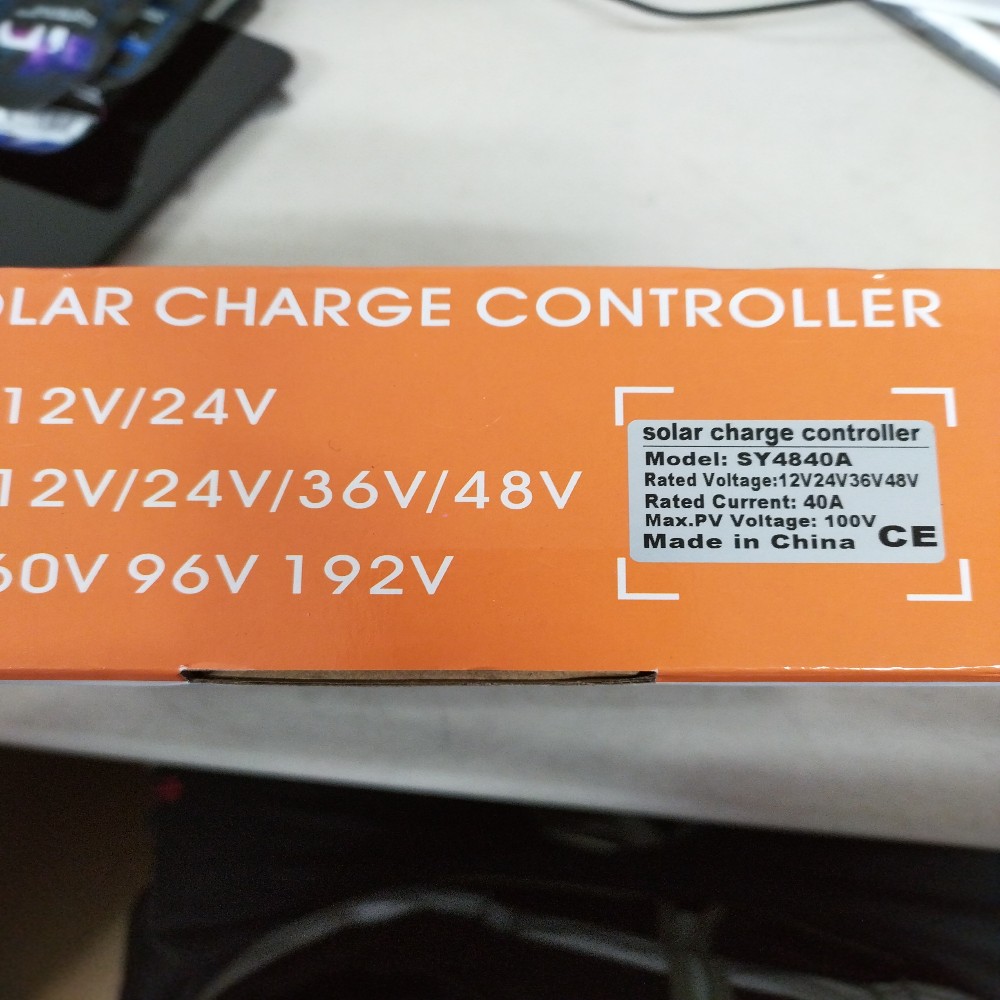 OLAR CHARGE CONTROLLER
12V/24V
12V/24V/36V/48V
60V 96V 192V
solar charge controller
Model: SY4840A
Rated Voltage:12V24V36V48V
Rated Current: 40A
Max.PV Voltage: 100V
Made in China CE